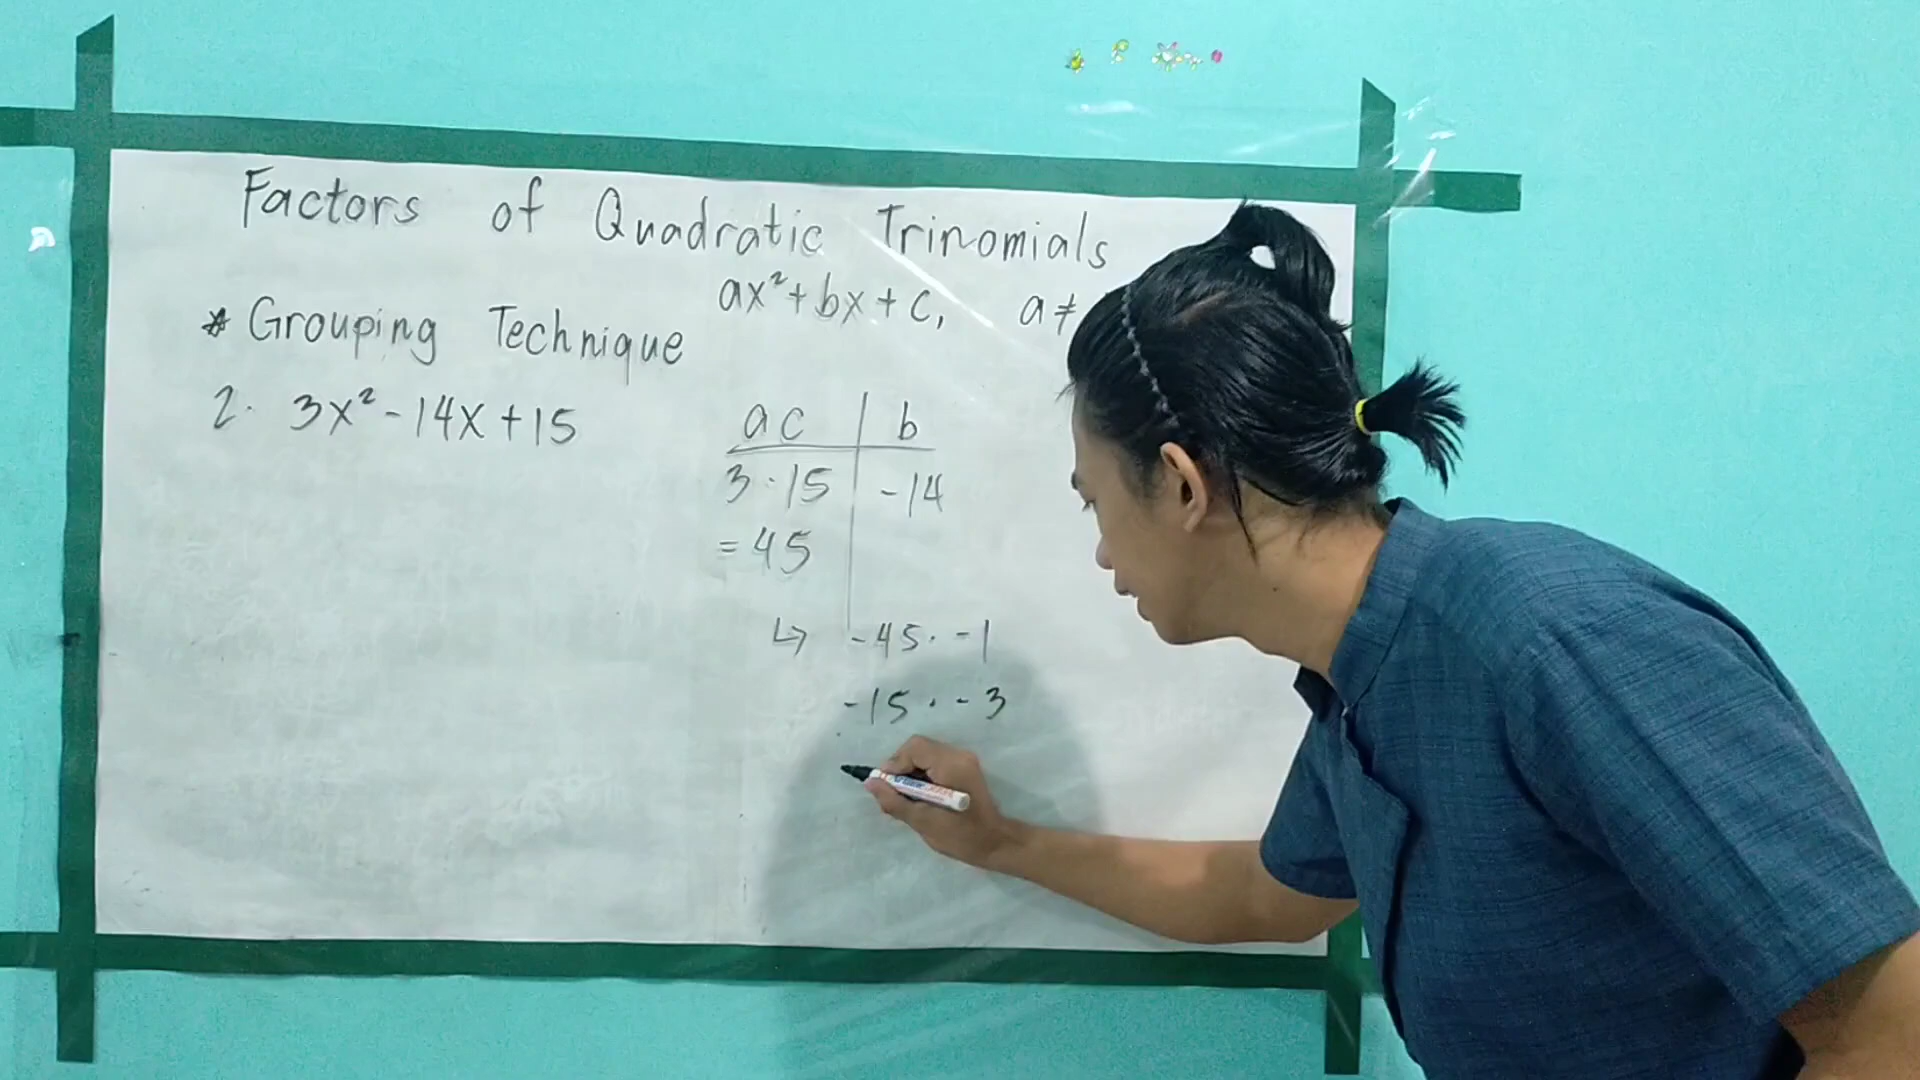 Factors of Quadratic Trinomials
ax² + bx + c, a ≠
* Grouping Technique
2. 3x² - 14x + 15
ac | b
3 · 15 | -14
= 45
↳ -45 · -1
-15 · -3